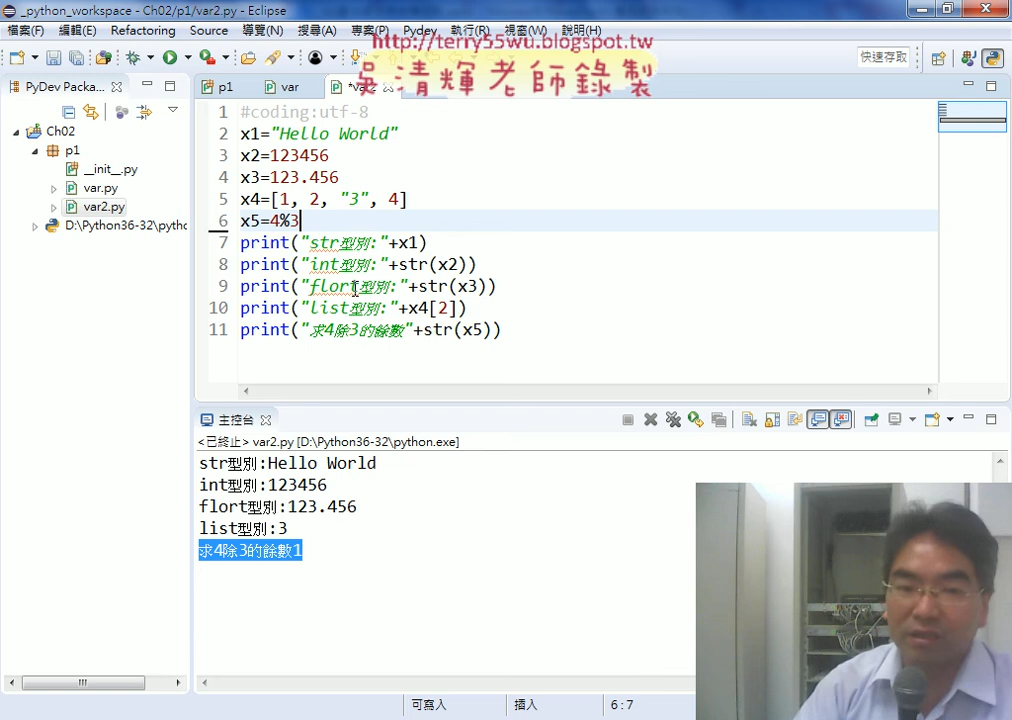 _python_workspace - Ch02/p1/var2.py - Eclipse
檔案(F) 編輯(E) Refactoring Source 導覽(N) 搜尋(A) 專案(P) Pydev 執行(R) 視窗(W) 說明(H)
http://terry55wu.blogspot.tw
吳清輝老師錄製
快速存取
PyDev Packa...
p1
var
Ch02
p1
__init__.py
var.py
var2.py
D:\Python36-32\pytho
1 #coding:utf-8
2 x1="Hello World"
3 x2=123456
4 x3=123.456
5 x4=[1, 2, "3", 4]
6 x5=4%3
7 print("str型別:"+x1)
8 print("int型別:"+str(x2))
9 print("flort型別:"+str(x3))
10 print("list型別:"+x4[2])
11 print("求4除3的餘數"+str(x5))
主控台
<已終止> var2.py [D:\Python36-32\python.exe]
str型別:Hello World
int型別:123456
flort型別:123.456
list型別:3
求4除3的餘數1
可寫入 插入 6:7